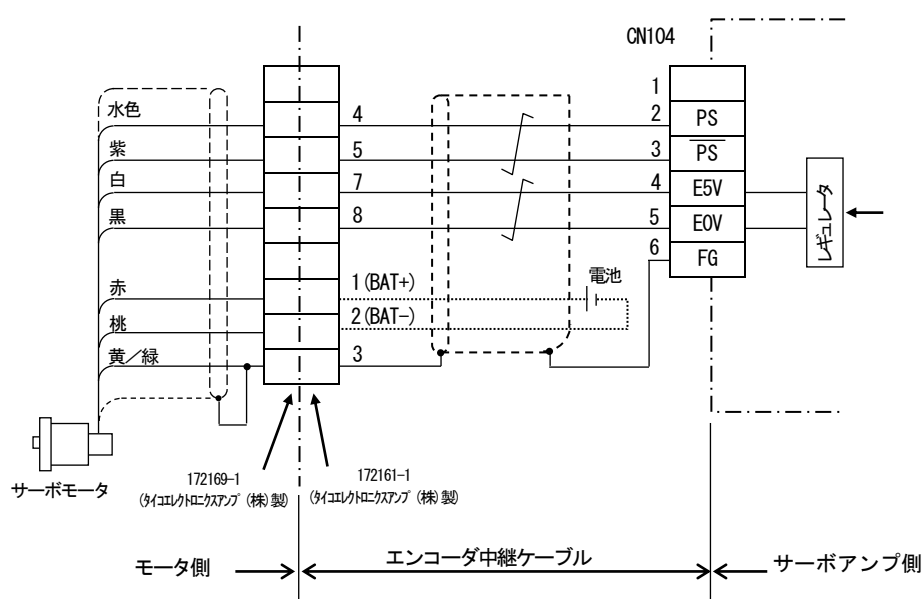 CN104
1
水色 4 2 PS
紫 5 3 PS
白 7 4 E5V
黒 8 5 E0V
6 FG
レギュレータ
赤 1(BAT+) 電池
桃 2(BAT−)
黄／緑 3
172169−1 172161−1
(タイコエレクトロニクスアンプ（株）製) (タイコエレクトロニクスアンプ（株）製)
サーボモータ
モータ側 エンコーダ中継ケーブル サーボアンプ側